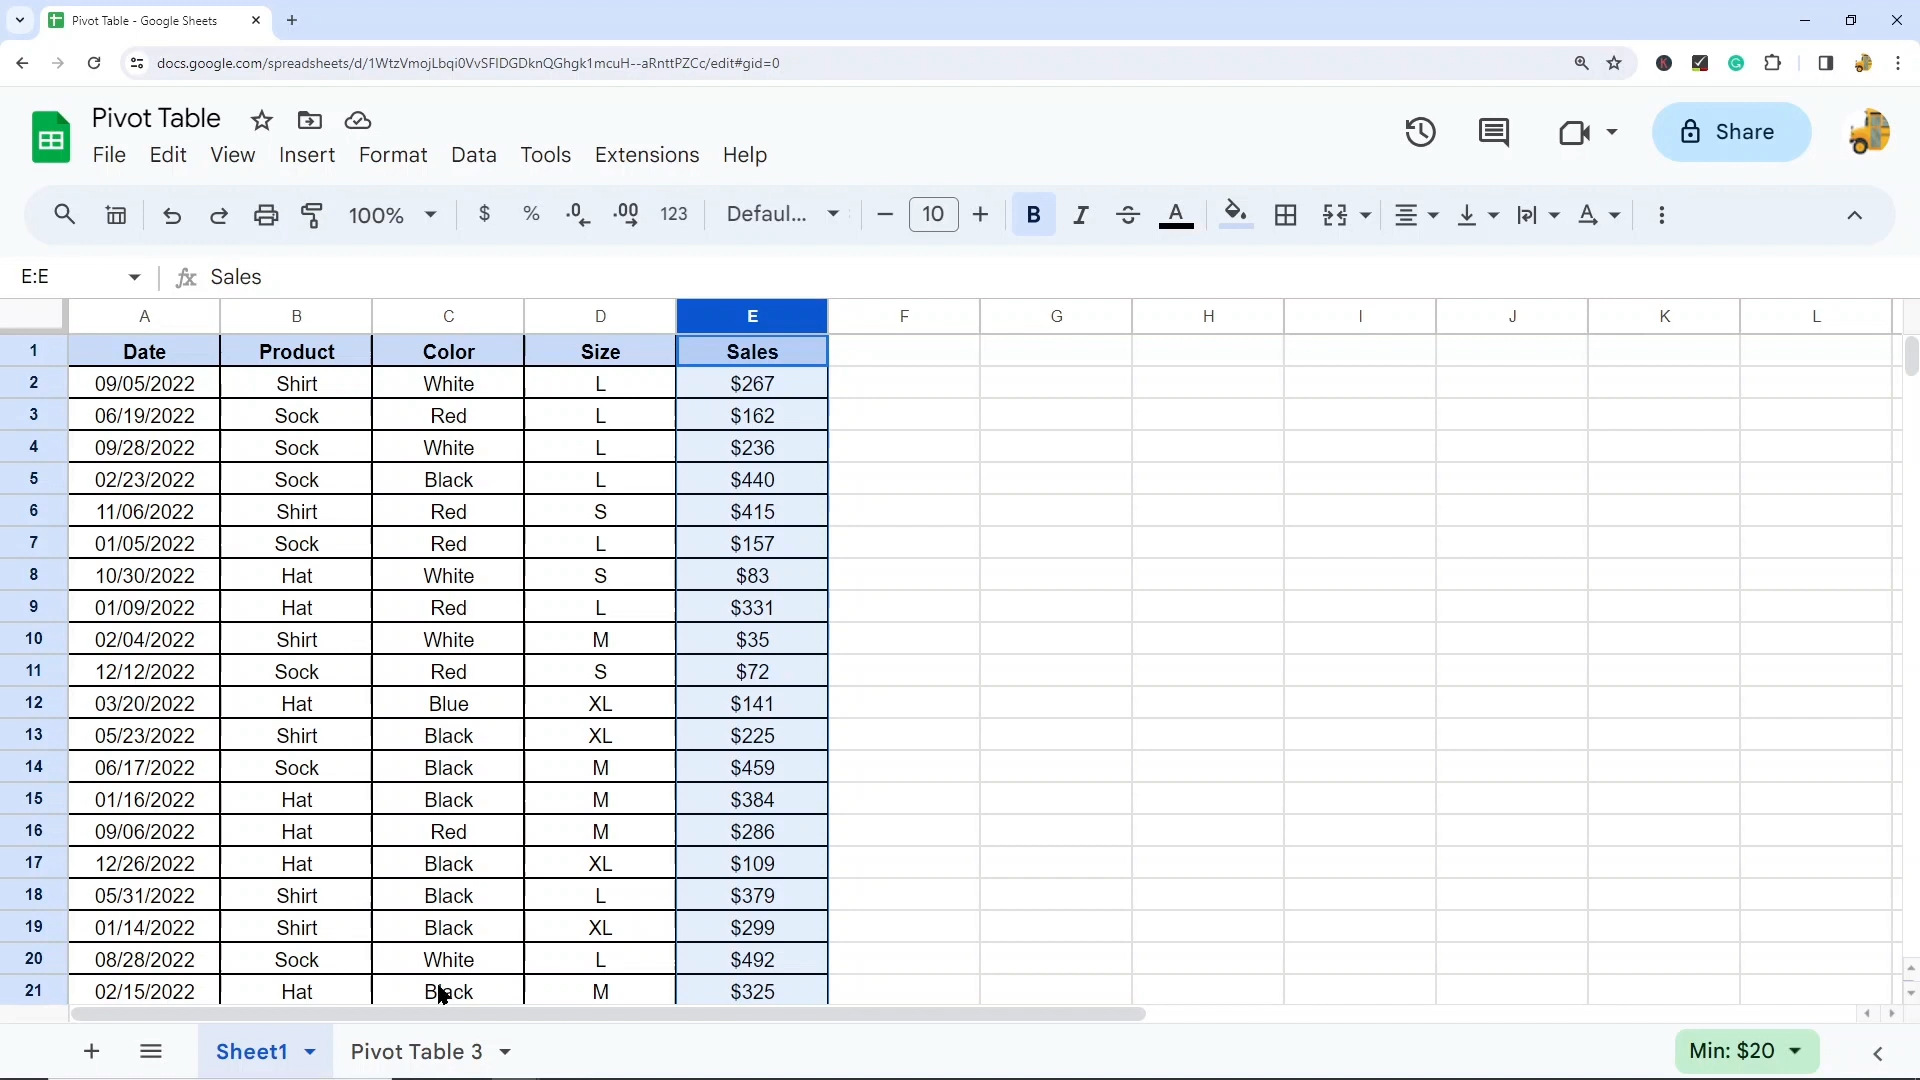 Pivot Table - Google Sheets
docs.google.com/spreadsheets/d/1WtzVmojLbqi0VvSFIDGDknQGhgk1mcuH--aRnttPZCc/edit#gid=0
Pivot Table
File Edit View Insert Format Data Tools Extensions Help
Share
100% $ % .0 .00 123 Defaul... 10 B I S A A
E:E fx Sales
A B C D E F G H I J K L
1 Date Product Color Size Sales
2 09/05/2022 Shirt White L $267
3 06/19/2022 Sock Red L $162
4 09/28/2022 Sock White L $236
5 02/23/2022 Sock Black L $440
6 11/06/2022 Shirt Red S $415
7 01/05/2022 Sock Red L $157
8 10/30/2022 Hat White S $83
9 01/09/2022 Hat Red L $331
10 02/04/2022 Shirt White M $35
11 12/12/2022 Sock Red S $72
12 03/20/2022 Hat Blue XL $141
13 05/23/2022 Shirt Black XL $225
14 06/17/2022 Sock Black M $459
15 01/16/2022 Hat Black M $384
16 09/06/2022 Hat Red M $286
17 12/26/2022 Hat Black XL $109
18 05/31/2022 Shirt Black L $379
19 01/14/2022 Shirt Black XL $299
20 08/28/2022 Sock White L $492
21 02/15/2022 Hat Black M $325
Sheet1 Pivot Table 3 Min: $20